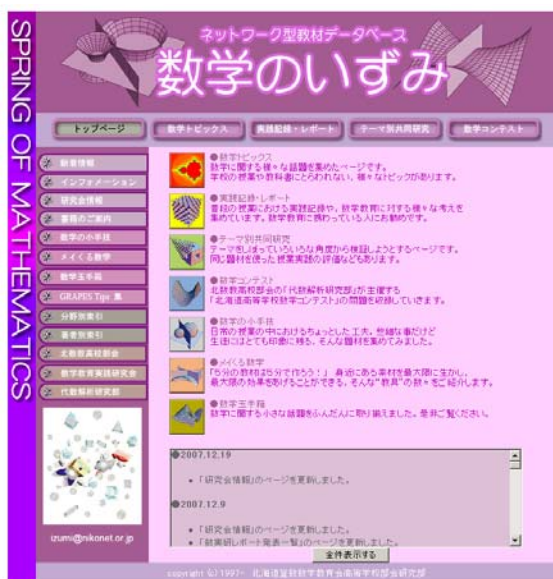 SPRING OF MATHEMATICS
ネットワーク型教材データベース
数学のいずみ
トップページ
数学トピックス
実践記録・レポート
テーマ別共同研究
数学コンテスト
新着情報
インフォメーション
研究会情報
書籍のご案内
数学の小手技
メイくる数学
数学玉手箱
GRAPES Tips 集
分野別索引
著者別索引
北数教高校部会
数学教育実践研究会
代数解析研究部
izumi@nikonet.or.jp
●数学トピックス
数学に関する様々な話題を集めたページです。
学校の授業や教科書にとらわれない、様々なトピックがあります。
●実践記録・レポート
普段の授業における実践記録や、数学教育に対する様々な考えを
集めています。数学教育に携わっている人にお勧めです。
●テーマ別共同研究
テーマをしぼっていろいろな角度から検証しようとするページです。
同じ題材を使った授業実践の評価などもあります。
●数学コンテスト
北数教高校部会の「代数解析研究部」が主催する
「北海道高等学校数学コンテスト」の問題を収録していきます。
●数学の小手技
日常の授業の中におけるちょっとした工夫、些細な事だけど
生徒にはとても印象に残る、そんな題材を集めてみました。
●メイくる数学
「5分の教材は5分で作ろう！」 身近にある素材を最大限に生かし、
最大限の効果をあげることができる、そんな“教具”の数々をご紹介します。
●数学玉手箱
数学に関する小さな話題をふんだんに取り揃えました。是非ご覧ください。
●2007.12.19
・「研究会情報」のページを更新しました。
●2007.12.9
・「研究会情報」のページを更新しました。
・「数実研レポート発表一覧」のページを更新しました。
全件表示する
copyright (c) 1997- 北海道算数数学教育会高等学校部会研究部